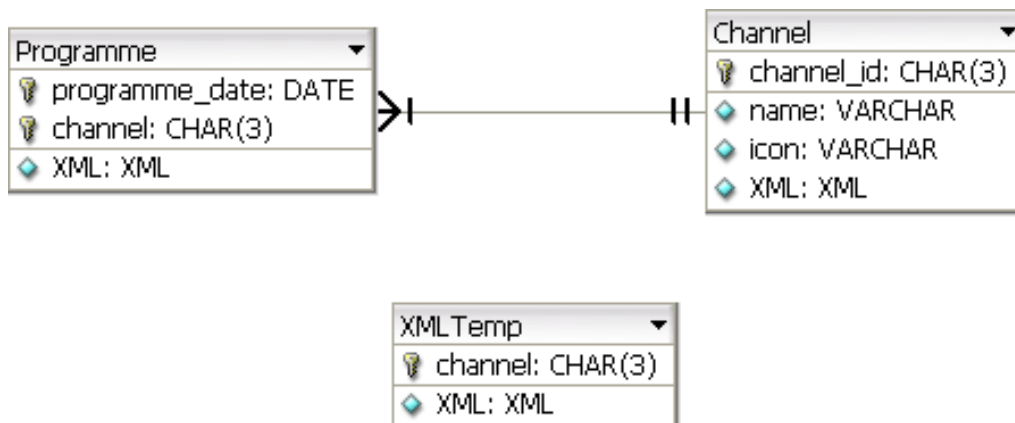 Programme
programme_date: DATE
channel: CHAR(3)
XML: XML
Channel
channel_id: CHAR(3)
name: VARCHAR
icon: VARCHAR
XML: XML
XMLTemp
channel: CHAR(3)
XML: XML